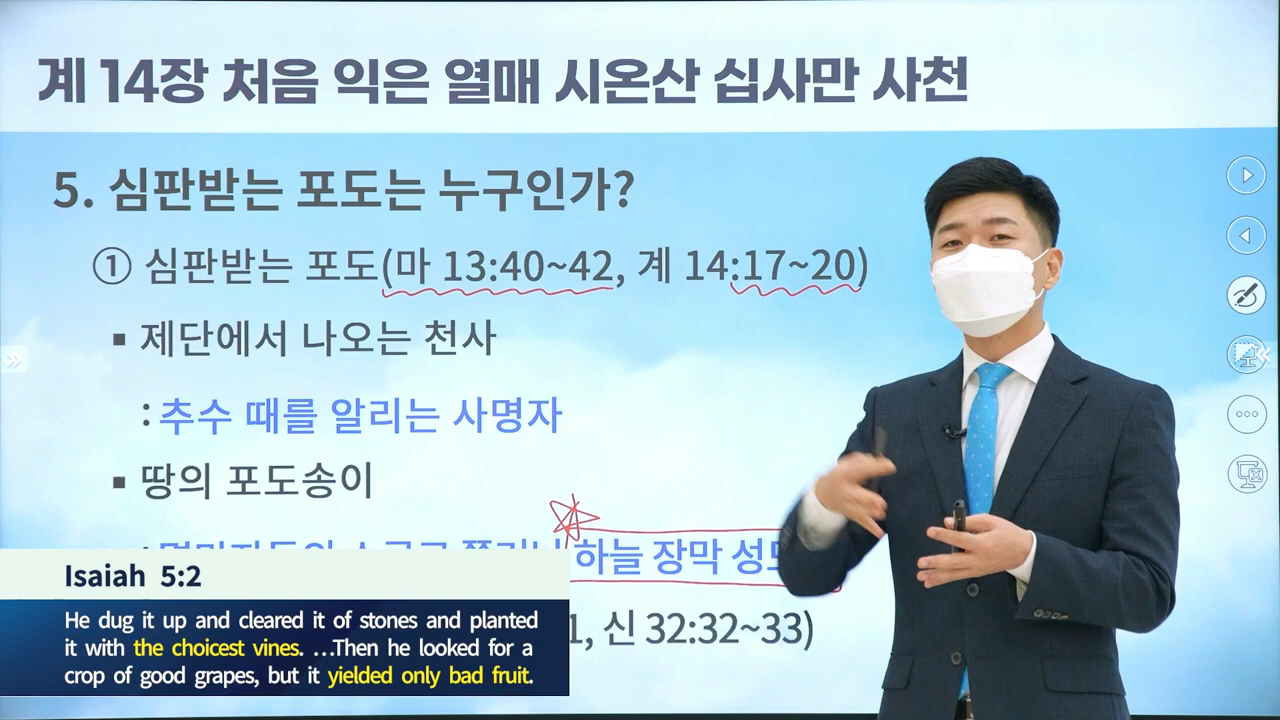 계 14장 처음 익은 열매 시온산 십사만 사천
5. 심판받는 포도는 누구인가?
① 심판받는 포도(마 13:40~42, 계 14:17~20)
▪ 제단에서 나오는 천사
: 추수 때를 알리는 사명자
▪ 땅의 포도송이
하늘 장막
1, 신 32:32~33)
Isaiah 5:2
He dug it up and cleared it of stones and planted
it with the choicest vines. …Then he looked for a
crop of good grapes, but it yielded only bad fruit.